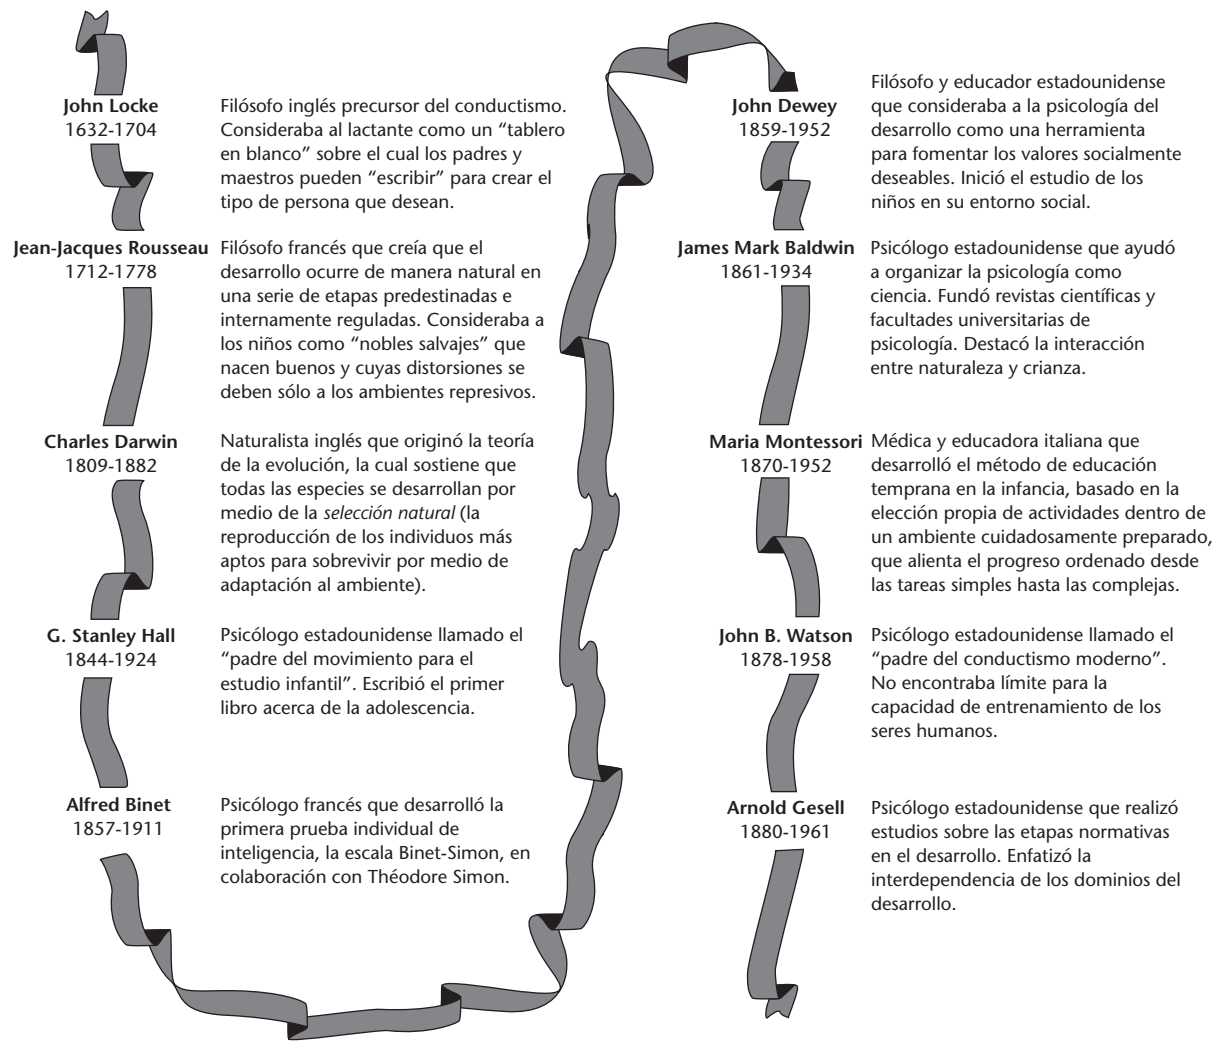 John Locke
1632-1704
Filósofo inglés precursor del conductismo.
Consideraba al lactante como un “tablero
en blanco” sobre el cual los padres y
maestros pueden “escribir” para crear el
tipo de persona que desean.
Jean-Jacques Rousseau
1712-1778
Filósofo francés que creía que el
desarrollo ocurre de manera natural en
una serie de etapas predestinadas e
internamente reguladas. Consideraba a
los niños como “nobles salvajes” que
nacen buenos y cuyas distorsiones se
deben sólo a los ambientes represivos.
Charles Darwin
1809-1882
Naturalista inglés que originó la teoría
de la evolución, la cual sostiene que
todas las especies se desarrollan por
medio de la selección natural (la
reproducción de los individuos más
aptos para sobrevivir por medio de
adaptación al ambiente).
G. Stanley Hall
1844-1924
Psicólogo estadounidense llamado el
“padre del movimiento para el
estudio infantil”. Escribió el primer
libro acerca de la adolescencia.
Alfred Binet
1857-1911
Psicólogo francés que desarrolló la
primera prueba individual de
inteligencia, la escala Binet-Simon, en
colaboración con Théodore Simon.
John Dewey
1859-1952
Filósofo y educador estadounidense
que consideraba a la psicología del
desarrollo como una herramienta
para fomentar los valores socialmente
deseables. Inició el estudio de los
niños en su entorno social.
James Mark Baldwin
1861-1934
Psicólogo estadounidense que ayudó
a organizar la psicología como
ciencia. Fundó revistas científicas y
facultades universitarias de
psicología. Destacó la interacción
entre naturaleza y crianza.
Maria Montessori
1870-1952
Médica y educadora italiana que
desarrolló el método de educación
temprana en la infancia, basado en la
elección propia de actividades dentro de
un ambiente cuidadosamente preparado,
que alienta el progreso ordenado desde
las tareas simples hasta las complejas.
John B. Watson
1878-1958
Psicólogo estadounidense llamado el
“padre del conductismo moderno”.
No encontraba límite para la
capacidad de entrenamiento de los
seres humanos.
Arnold Gesell
1880-1961
Psicólogo estadounidense que realizó
estudios sobre las etapas normativas
en el desarrollo. Enfatizó la
interdependencia de los dominios del
desarrollo.